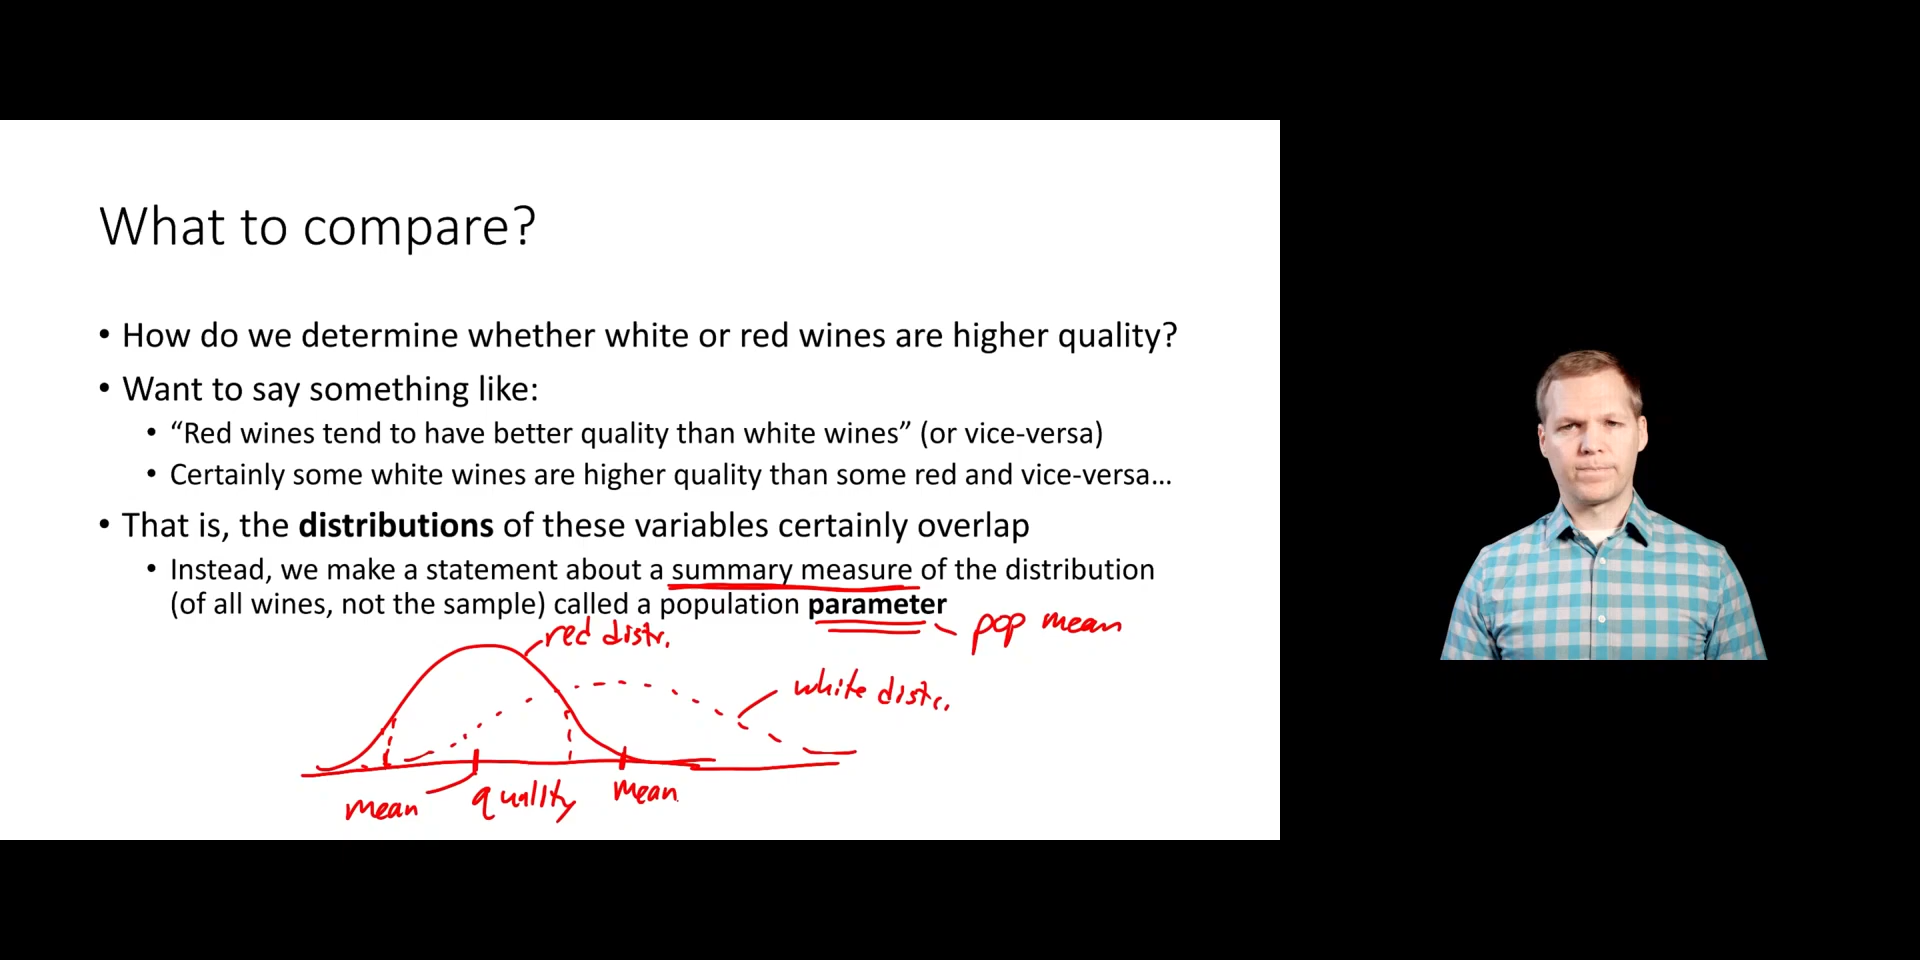 What to compare?
• How do we determine whether white or red wines are higher quality?
• Want to say something like:
• “Red wines tend to have better quality than white wines” (or vice-versa)
• Certainly some white wines are higher quality than some red and vice-versa…
• That is, the distributions of these variables certainly overlap
• Instead, we make a statement about a summary measure of the distribution
(of all wines, not the sample) called a population parameter
pop mean
red distr.
white distr.
mean
quality
mean